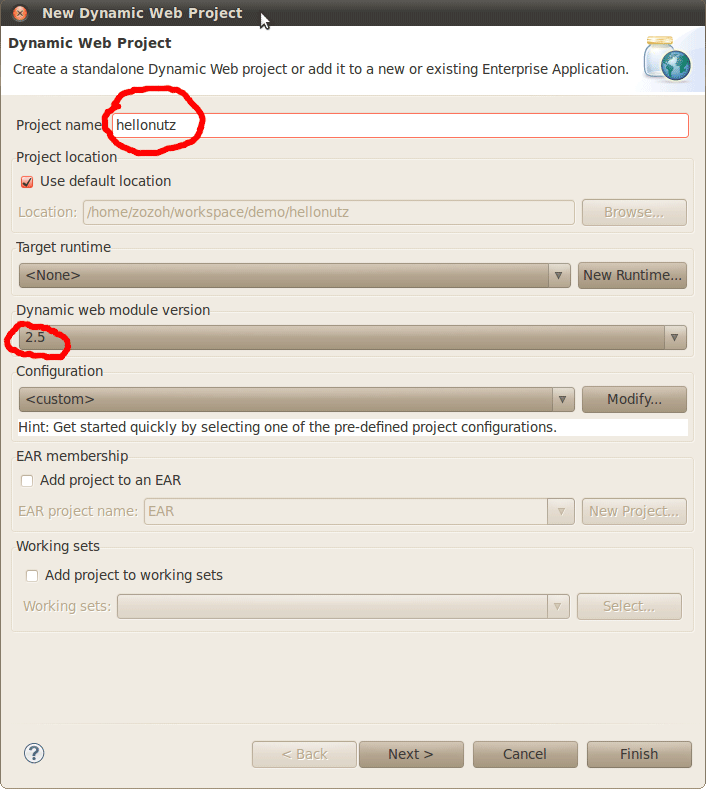 New Dynamic Web Project
Dynamic Web Project
Create a standalone Dynamic Web project or add it to a new or existing Enterprise Application.
Project name hellonutz
Project location
Use default location
Location: /home/zozoh/workspace/demo/hellonutz Browse...
Target runtime
<None> New Runtime...
Dynamic web module version
2.5
Configuration
<custom> Modify...
Hint: Get started quickly by selecting one of the pre-defined project configurations.
EAR membership
Add project to an EAR
EAR project name: EAR New Project...
Working sets
Add project to working sets
Working sets: Select...
? < Back Next > Cancel Finish